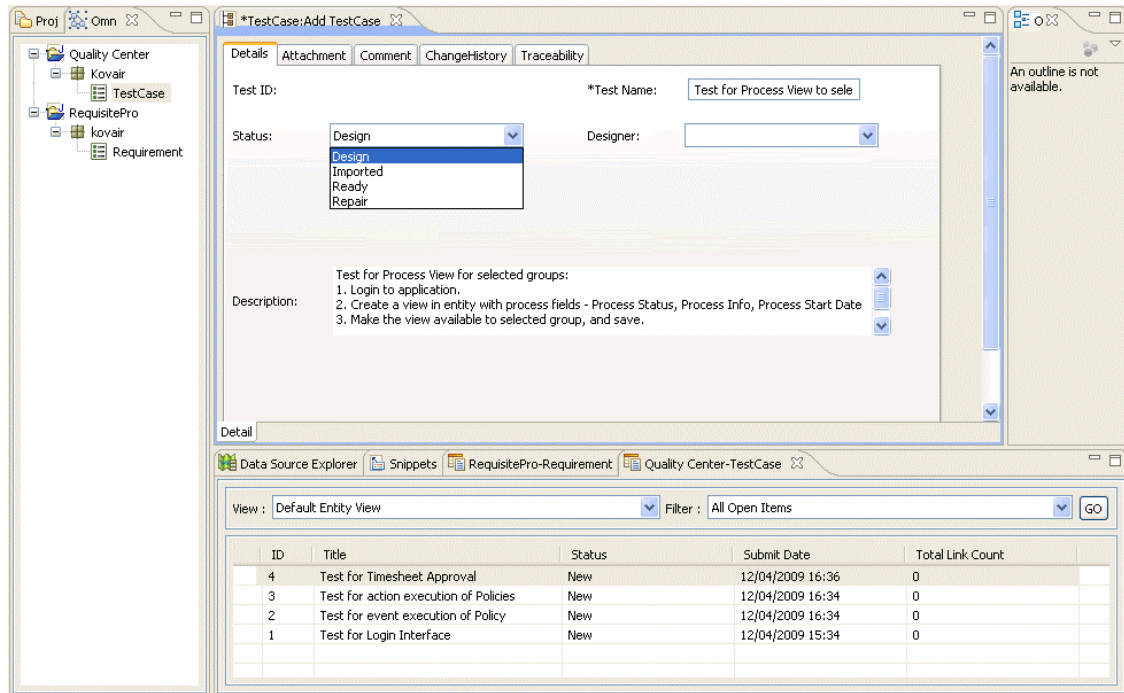 Proj Omn
*TestCase:Add TestCase
O
Quality Center
Kovair
TestCase
RequisitePro
kovair
Requirement
Details Attachment Comment ChangeHistory Traceability
Test ID: *Test Name: Test for Process View to sele
Status: Design Designer:
Design
Imported
Ready
Repair
Description:
Test for Process View for selected groups:
1. Login to application.
2. Create a view in entity with process fields - Process Status, Process Info, Process Start Date
3. Make the view available to selected group, and save.
Detail
An outline is not
available.
Data Source Explorer Snippets RequisitePro-Requirement Quality Center-TestCase
View : Default Entity View Filter : All Open Items GO
ID Title Status Submit Date Total Link Count
4 Test for Timesheet Approval New 12/04/2009 16:36 0
3 Test for action execution of Policies New 12/04/2009 16:34 0
2 Test for event execution of Policy New 12/04/2009 16:34 0
1 Test for Login Interface New 12/04/2009 15:34 0